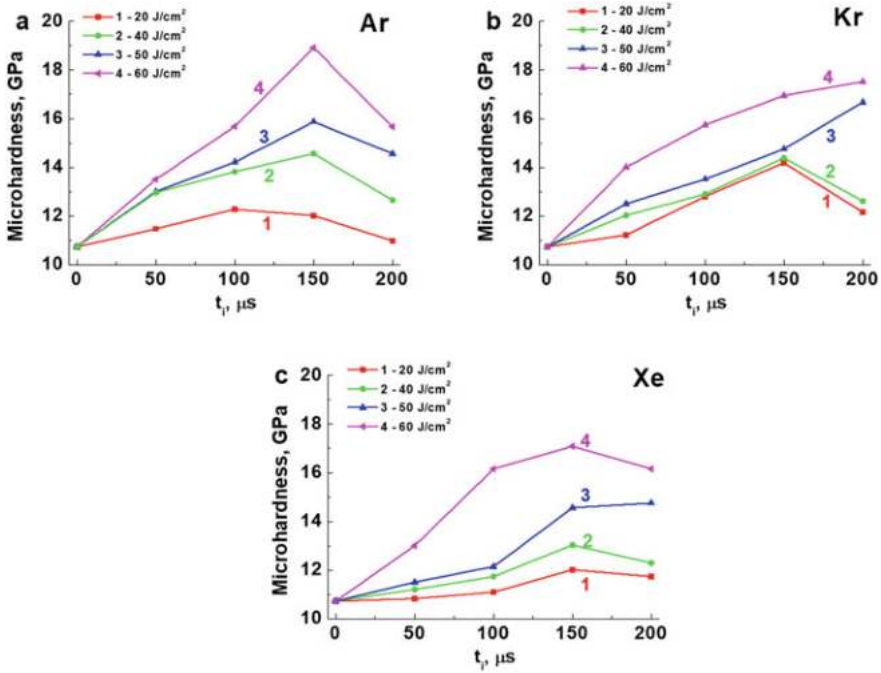 a
Ar
1 - 20 J/cm²
2 - 40 J/cm²
3 - 50 J/cm²
4 - 60 J/cm²
Microhardness, GPa
20
18
16
14
12
10
4
3
2
1
0 50 100 150 200
tᵢ, μs
b
Kr
1 - 20 J/cm²
2 - 40 J/cm²
3 - 50 J/cm²
4 - 60 J/cm²
Microhardness, GPa
20
18
16
14
12
10
4
3
2
1
0 50 100 150 200
tᵢ, μs
c
Xe
1 - 20 J/cm²
2 - 40 J/cm²
3 - 50 J/cm²
4 - 60 J/cm²
Microhardness, GPa
20
18
16
14
12
10
4
3
2
1
0 50 100 150 200
tᵢ, μs